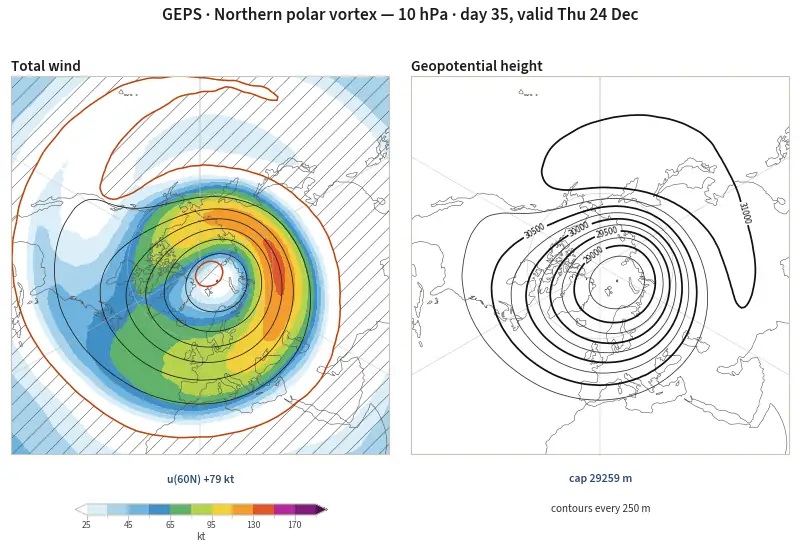 GEPS · Northern polar vortex — 10 hPa · day 35, valid Thu 24 Dec
Total wind
Geopotential height
31000
30500
30000
29500
29000
u(60N) +79 kt
cap 29259 m
contours every 250 m
25 45 65 95 130 170
kt